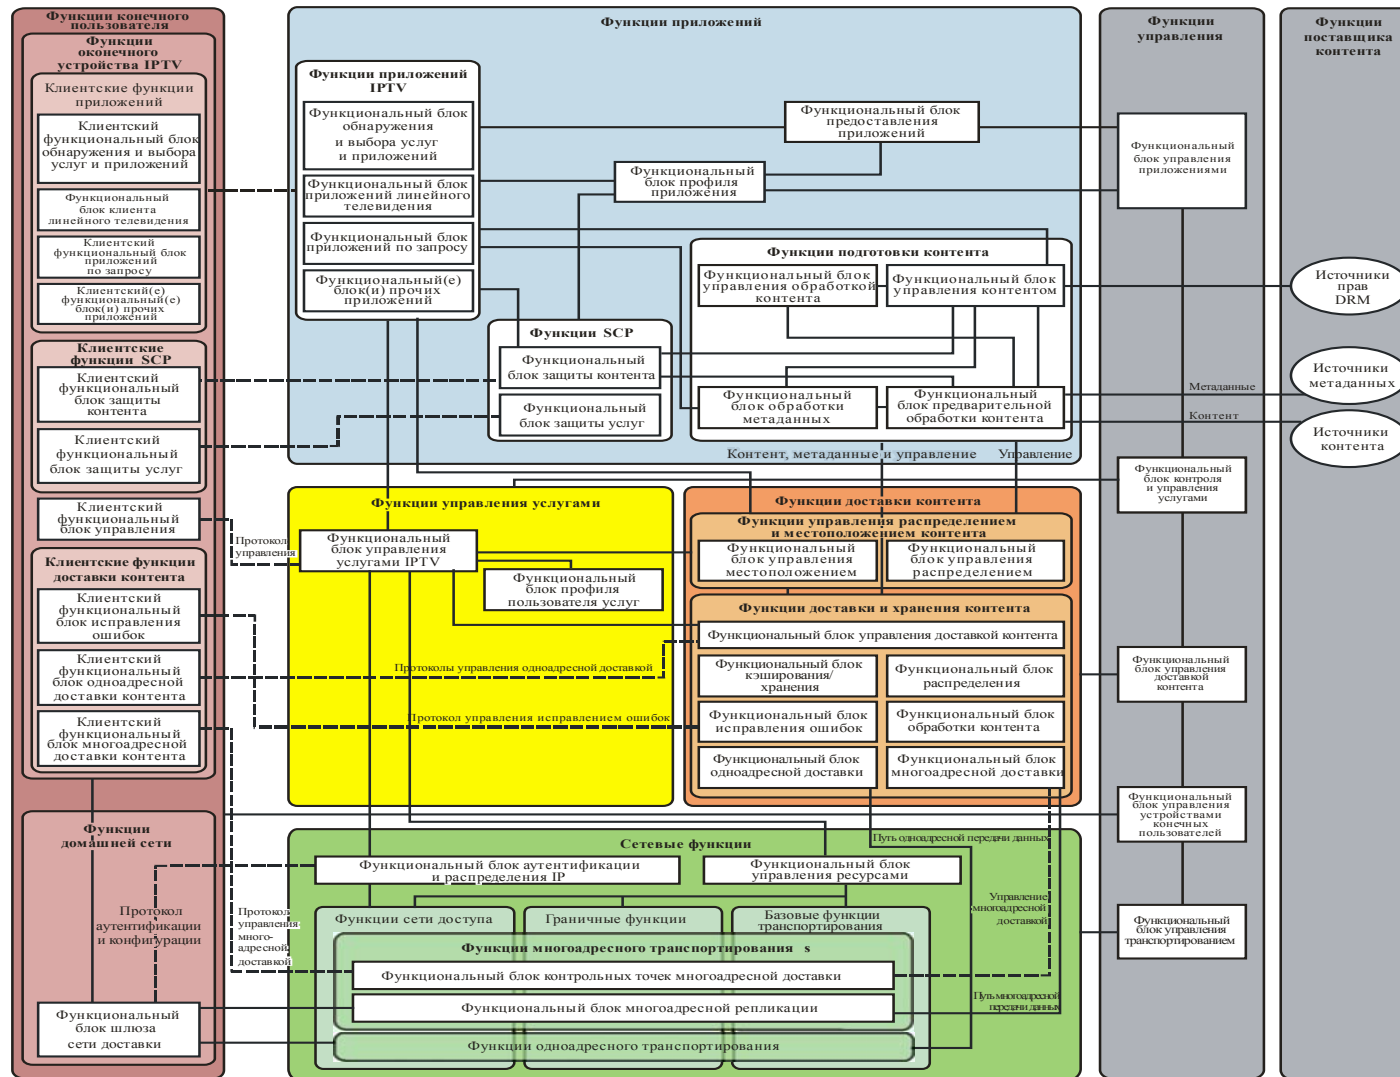 Функции конечного
пользователя
Функции
оконечного
устройства IPTV
Клиентские функции
приложений
Клиентский
функциональный
блок
обнаружения и выбора
услуг и приложений
Функциональный
блок клиента
линейного телевидения
Клиентский
функциональный блок
приложений
по запросу
Клиентский(е)
функциональный(е)
блок(и) прочих
приложений
Клиентские
функции SCP
Клиентский
функциональный
блок защиты
контента
Клиентский
функциональный
блок защиты услуг
Клиентский
функциональный
блок управления
Клиентские функции
доставки контента
Клиентский
функциональный
блок исправления
ошибок
Клиентский
функциональный
блок одноадресной
доставки контента
Клиентский
функциональный
блок многоадресной
доставки контента
Функции
домашней сети
Протокол
аутентификации
и конфигурации
Функциональный
блок шлюза
сети доставки
Протокол
управления
Протокол
управления
много-
адресной
доставкой
Функции приложений
Функции приложений
IPTV
Функциональный блок
обнаружения
и выбора услуг
и приложений
Функциональный блок
приложений линейного
телевидения
Функциональный блок
приложений по запросу
Функциональный(е)
блок(и) прочих
приложений
Функциональный блок
предоставления
приложений
Функциональный
блок профиля
приложения
Функции SCP
Функциональный
блок защиты контента
Функциональный
блок защиты услуг
Функции подготовки контента
Функциональный блок
управления обработкой
контента
Функциональный блок
управления контентом
Функциональный
блок обработки
метаданных
Функциональный
блок предварительной
обработки контента
Контент, метаданные и управление
Управление
Функции управления услугами
Функциональный
блок управления
услугами IPTV
Функциональный
блок профиля
пользователя услуг
Протоколы управления одноадресной доставкой
Протокол управления исправлением ошибок
Функции доставки контента
Функции управления распределением
и местоположением контента
Функциональный
блок управления
местоположением
Функциональный
блок управления
распределением
Функции доставки и хранения контента
Функциональный блок управления доставкой контента
Функциональный блок
кэширования/
хранения
Функциональный блок
распределения
Функциональный блок
исправления ошибок
Функциональный блок
обработки контента
Функциональный блок
одноадресной доставки
Функциональный блок
многоадресной доставки
Путь одноадресной передачи данных
Управление
многоадресной
доставкой
Путь многоадресной
передачи данных
Сетевые функции
Функциональный блок аутентификации
и распределения IP
Функциональный блок
управления ресурсами
Функции сети доступа
Граничные функции
Базовые функции
транспортирования
Функции многоадресного транспортирования s
Функциональный блок контрольных точек многоадресной доставки
Функциональный блок многоадресной репликации
Функции одноадресного транспортирования
Функции
управления
Функциональный
блок управления
приложениями
Метаданные
Контент
Функциональный
блок контроля
и управления
услугами
Функциональный
блок управления
доставкой
контента
Функциональный
блок управления
устройствами
конечных
пользователей
Функциональный
блок управления
транспортированием
Функции
поставщика
контента
Источники
прав
DRM
Источники
метаданных
Источники
контента